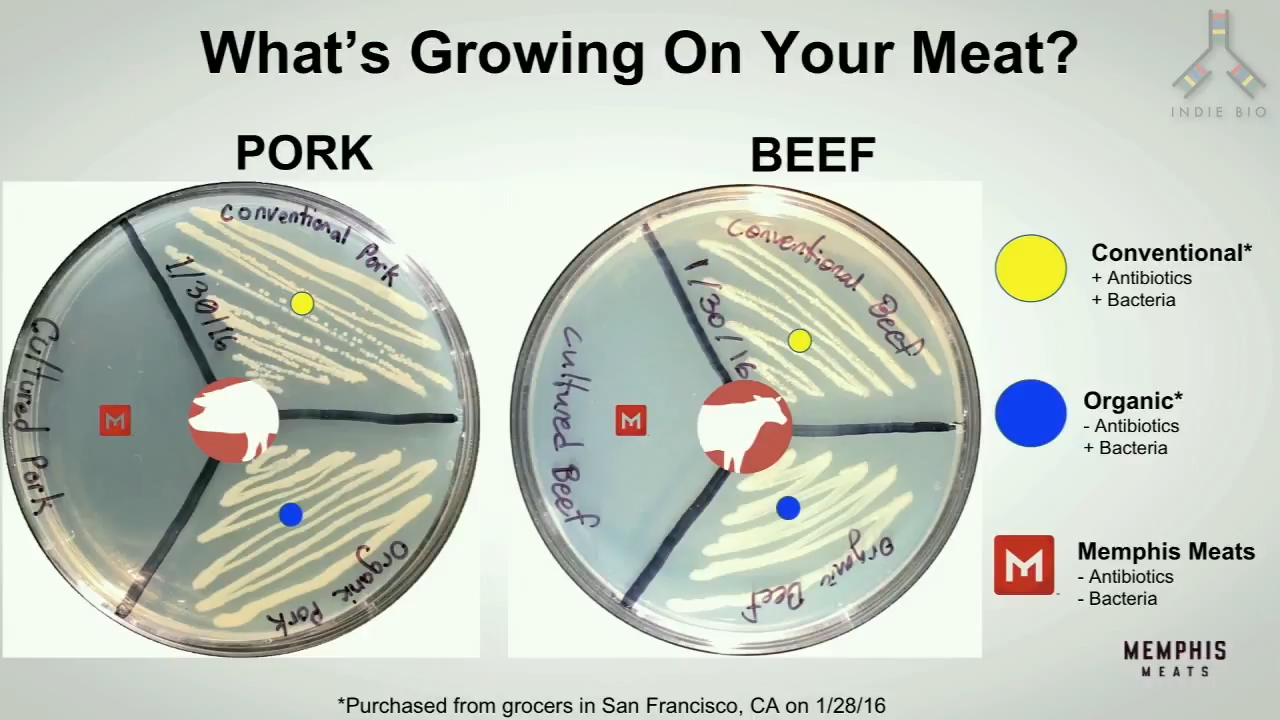 What's Growing On Your Meat?
INDIE BIO
PORK
BEEF
Conventional Pork
1/30/16
Cultured Pork
M
Organic Pork
Conventional Beef
1/30/16
Cultured Beef
M
Organic Beef
Conventional*
+ Antibiotics
+ Bacteria
Organic*
- Antibiotics
+ Bacteria
M
Memphis Meats
- Antibiotics
- Bacteria
MEMPHIS
MEATS
*Purchased from grocers in San Francisco, CA on 1/28/16